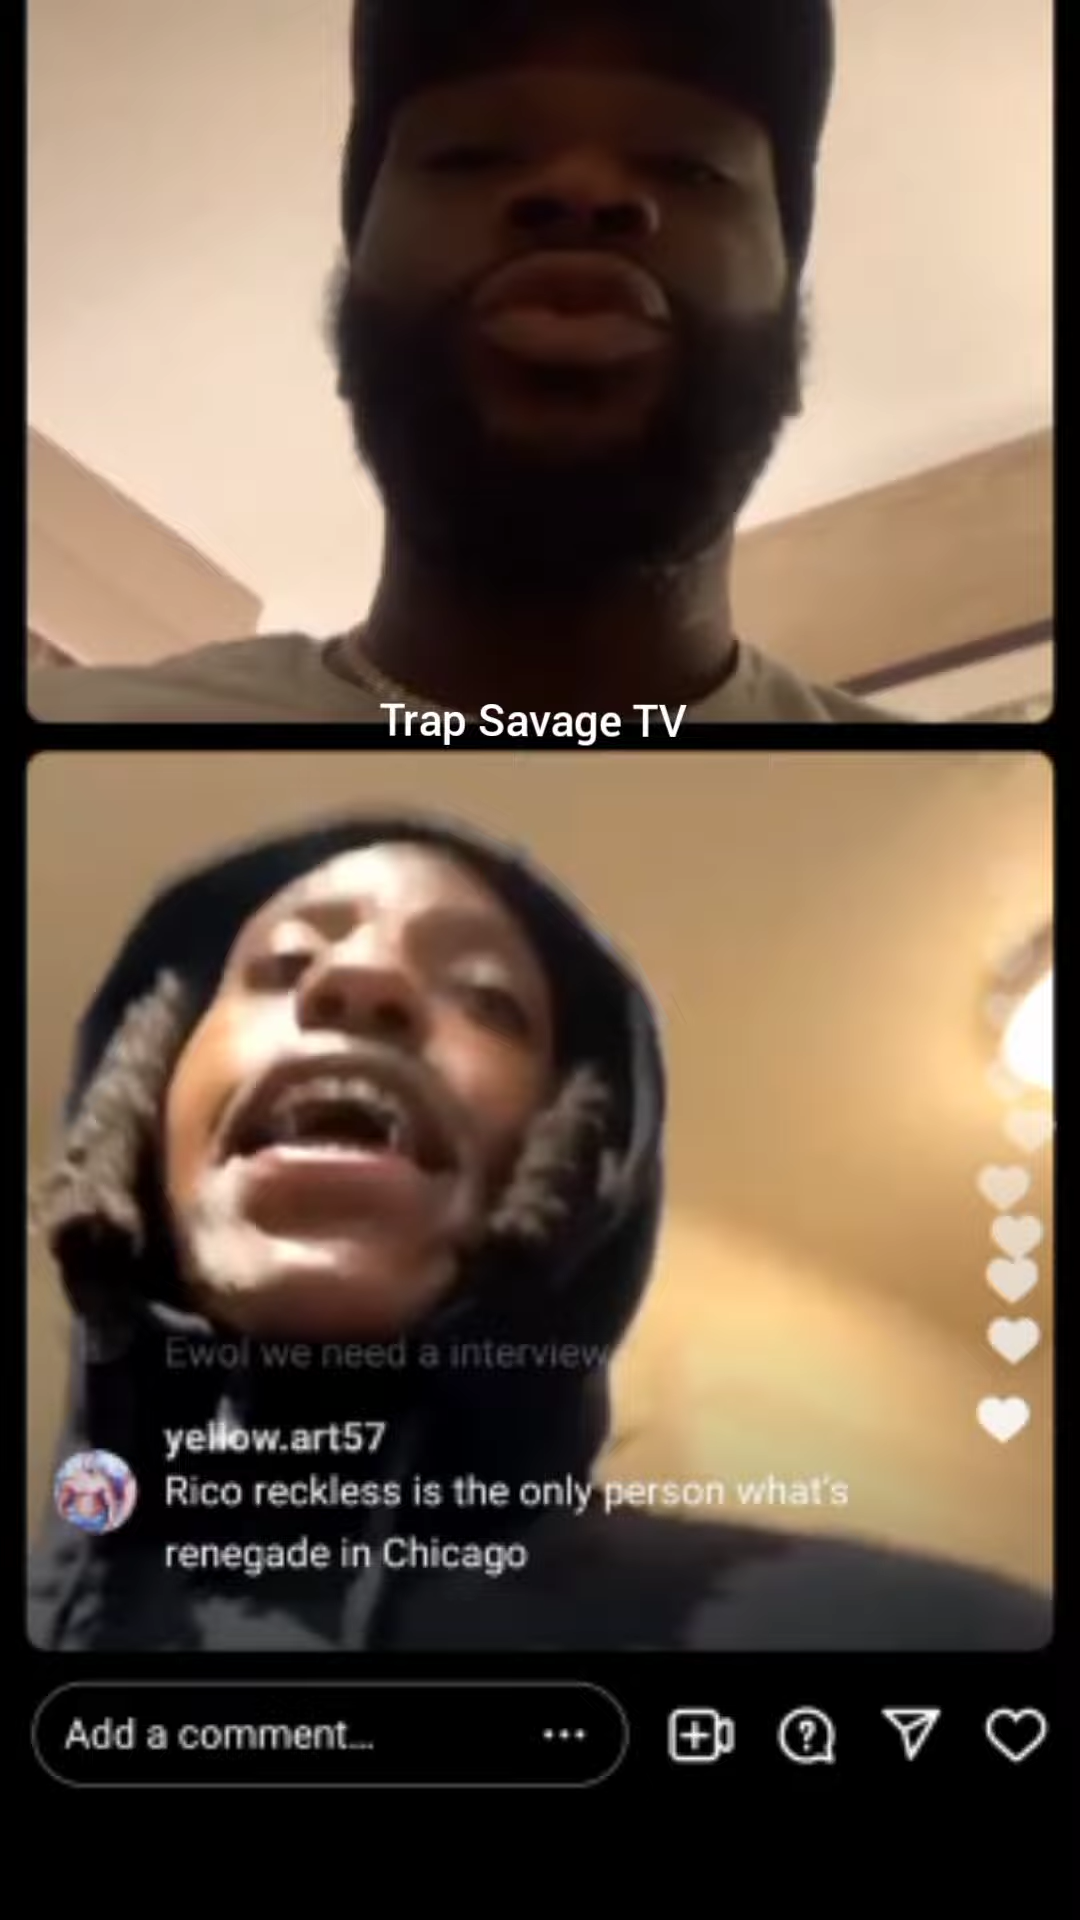 Trap Savage TV
Ewol we need a interview
yellow.art57
Rico reckless is the only person what's
renegade in Chicago
Add a comment...